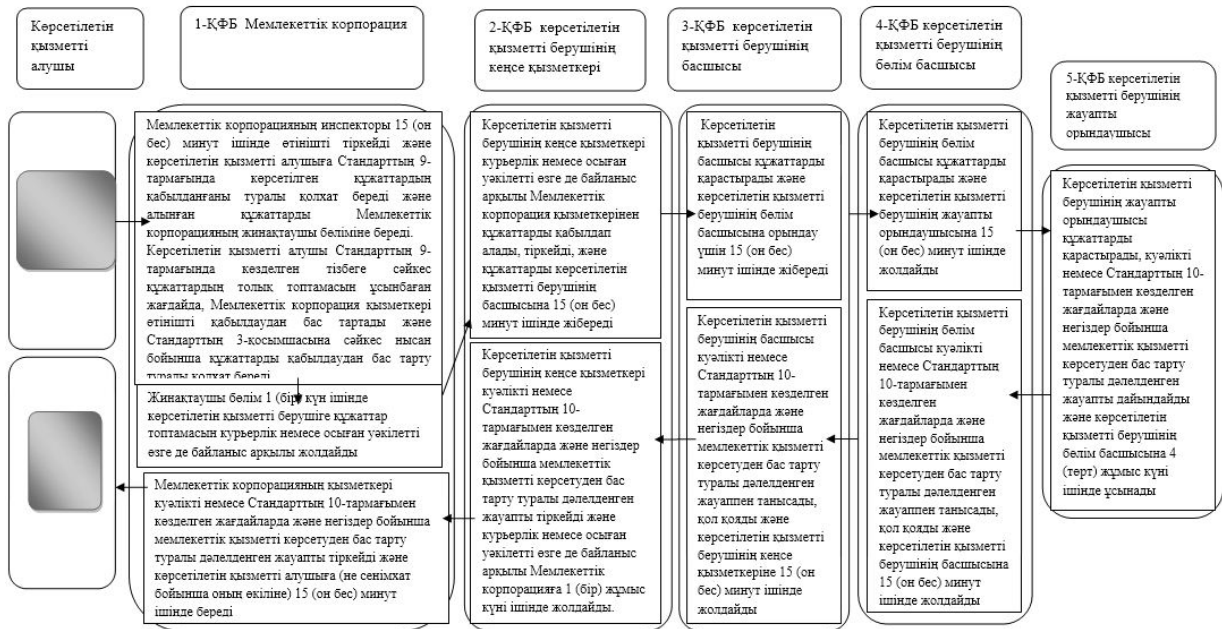 Көрсетілетін
қызметті
алушы
1-ҚФБ Мемлекеттік корпорация
2-ҚФБ көрсетілетін
қызметті берушінің
кеңсе қызметкері
3-ҚФБ көрсетілетін
қызметті берушінің
басшысы
4-ҚФБ көрсетілетін
қызметті берушінің
бөлім басшысы
5-ҚФБ көрсетілетін
қызметті берушінің
жауапты
орындаушысы
Мемлекеттік корпорацияның инспекторы 15 (он
бес) минут ішінде өтінішті тіркейді және
көрсетілетін қызметті алушыға Стандарттың 9-
тармағында көрсетілген құжаттардың
қабылданғаны туралы қолхат береді және
алынған құжаттарды Мемлекеттік
корпорацияның жинақтаушы бөліміне береді.
Көрсетілетін қызметті алушы Стандарттың 9-
тармағында көзделген тізбеге сәйкес
құжаттардың толық топтамасын ұсынбаған
жағдайда, Мемлекеттік корпорация қызметкері
өтінішті қабылдаудан бас тартады және
Стандарттың 3-қосымшасына сәйкес нысан
бойынша құжаттарды қабылдаудан бас тарту
туралы қолхат береді
Жинақтаушы бөлім 1 (бір) күн ішінде
көрсетілетін қызметті берушіге құжаттар
топтамасын курьерлік немесе осыған уәкілетті
өзге де байланыс арқылы жолдайды
Мемлекеттік корпорацияның қызметкері
куәлікті немесе Стандарттың 10-тармағымен
көзделген жағдайларда және негіздер бойынша
мемлекеттік қызметті көрсетуден бас тарту
туралы дәлелденген жауапты тіркейді және
көрсетілетін қызметті алушыға (не сенімхат
бойынша оның өкіліне) 15 (он бес) минут
ішінде береді
Көрсетілетін қызметті
берушінің кеңсе қызметкері
курьерлік немесе осыған
уәкілетті өзге де байланыс
арқылы Мемлекеттік
корпорация қызметкерінен
құжаттарды қабылдап
алады, тіркейді, және
құжаттарды көрсетілетін
қызметті берушінің
басшысына 15 (он бес)
минут ішінде жібереді
Көрсетілетін қызметті
берушінің кеңсе қызметкері
куәлікті немесе
Стандарттың 10-
тармағымен көзделген
жағдайларда және негіздер
бойынша мемлекеттік
қызметті көрсетуден бас
тарту туралы дәлелденген
жауапты тіркейді және
курьерлік немесе осыған
уәкілетті өзге де байланыс
арқылы Мемлекеттік
корпорацияға 1 (бір) жұмыс
күні ішінде жолдайды.
Көрсетілетін
қызметті берушінің
басшысы құжаттарды
қарастырады және
көрсетілетін қызметті
берушінің бөлім
басшысына орындау
үшін 15 (он бес)
минут ішінде жібереді
Көрсетілетін қызметті
берушінің басшысы
куәлікті немесе
Стандарттың 10-
тармағымен көзделген
жағдайларда және
негіздер бойынша
мемлекеттік қызметті
көрсетуден бас тарту
туралы дәлелденген
жауаппен танысады,
қол қояды және
көрсетілетін қызметті
берушінің кеңсе
қызметкеріне 15 (он
бес) минут ішінде
жолдайды
Көрсетілетін қызметті
берушінің бөлім
басшысы құжаттарды
қарастырады және
көрсетілетін қызметті
берушінің жауапты
орындаушысына 15
(он бес) минут ішінде
жолдайды
Көрсетілетін қызметті
берушінің бөлім
басшысы куәлікті
немесе Стандарттың
10-тармағымен
көзделген
жағдайларда және
негіздер бойынша
мемлекеттік қызметті
көрсетуден бас тарту
туралы дәлелденген
жауаппен танысады,
қол қояды және
көрсетілетін қызметті
берушінің басшысына
15 (он бес) минут
ішінде жолдайды
Көрсетілетін қызметті
берушінің жауапты
орындаушысы
құжаттарды
қарастырады, куәлікті
немесе Стандарттың 10-
тармағымен көзделген
жағдайларда және
негіздер бойынша
мемлекеттік қызметті
көрсетуден бас тарту
туралы дәлелденген
жауапты дайындайды
және көрсетілетін
қызметті берушінің
бөлім басшысына 4
(төрт) жұмыс күні
ішінде ұсынады